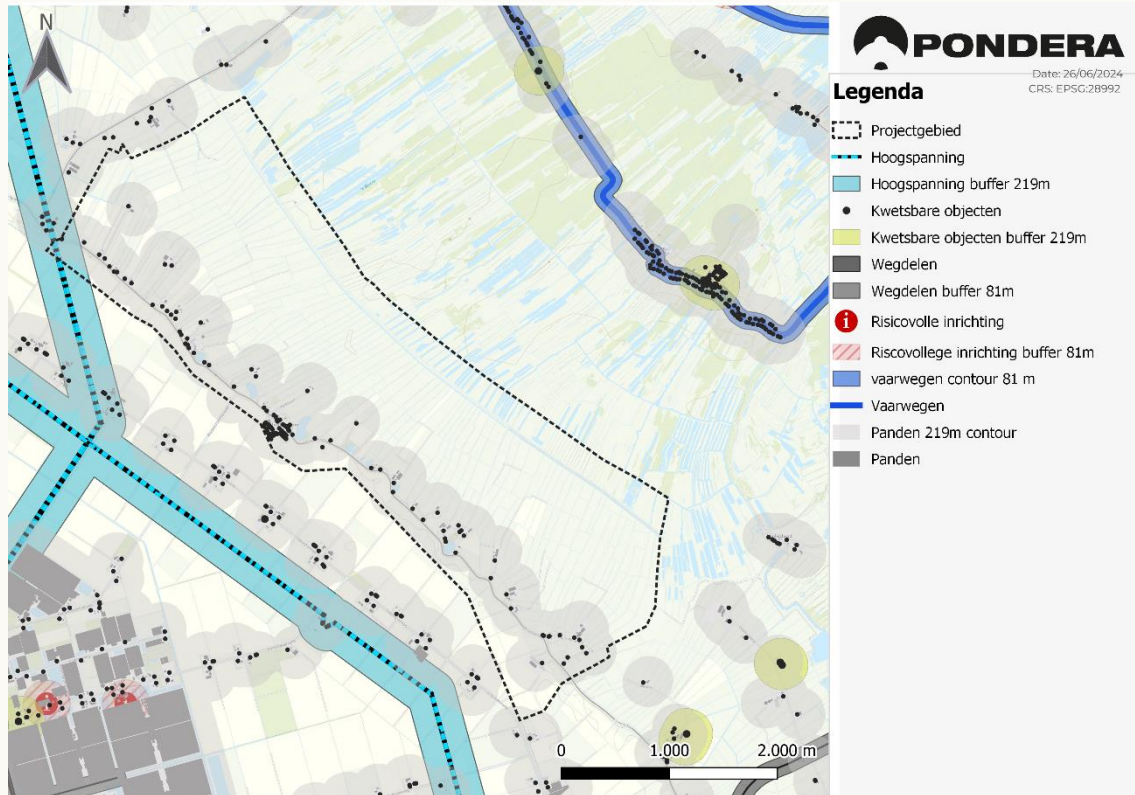 N
PONDERA
Date: 26/06/2024
CRS: EPSG:28992
Legenda
Projectgebied
Hoogspanning
Hoogspanning buffer 219m
Kwetsbare objecten
Kwetsbare objecten buffer 219m
Wegdelen
Wegdelen buffer 81m
i
Risicovolle inrichting
Riscovollege inrichting buffer 81m
vaarwegen contour 81 m
Vaarwegen
Panden 219m contour
Panden
0 1.000 2.000 m